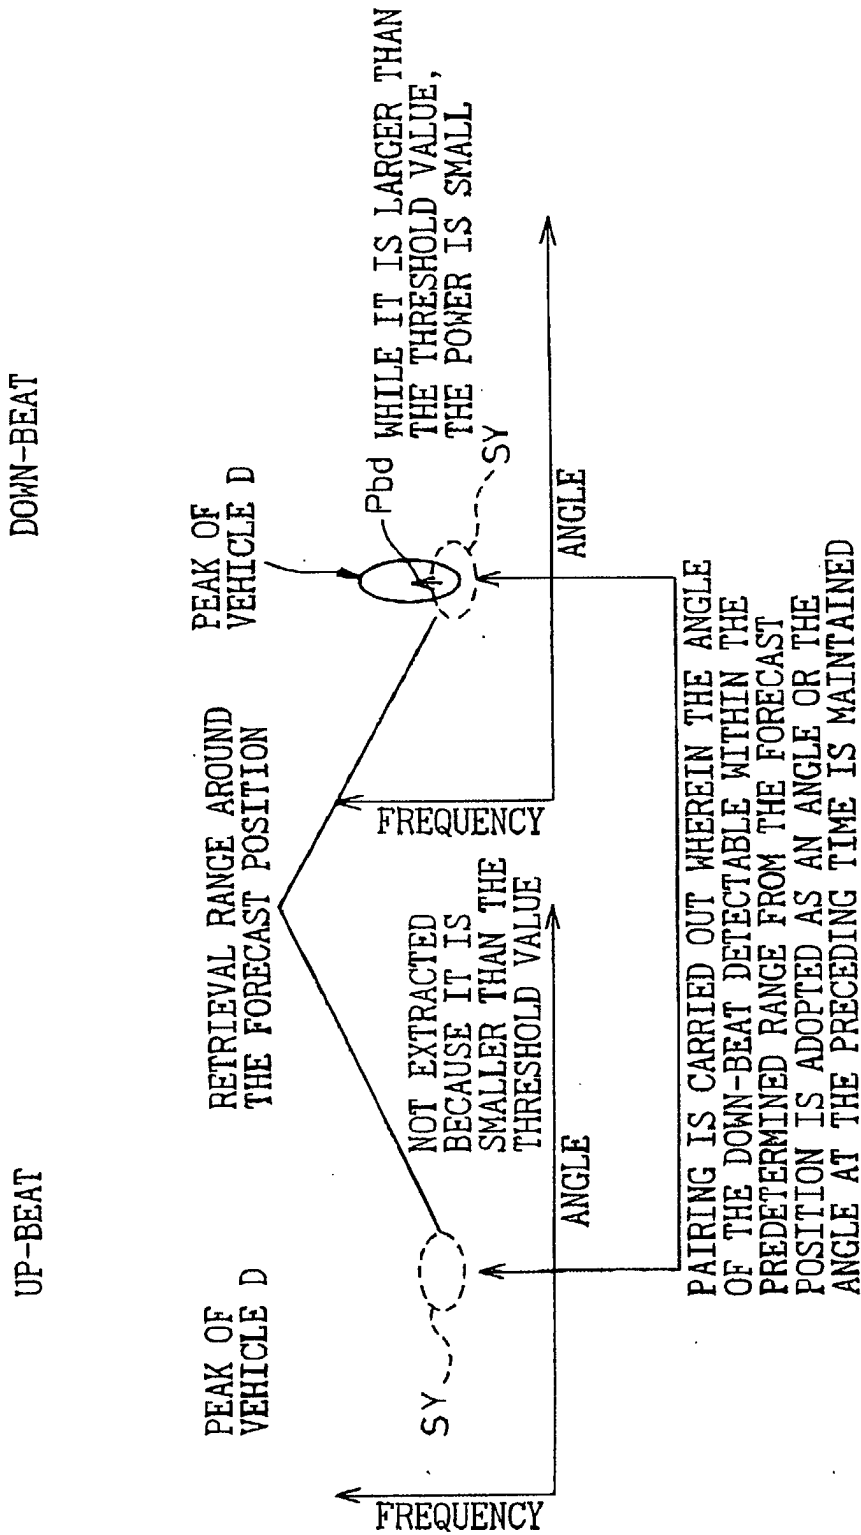 UP-BEAT
DOWN-BEAT
PEAK OF
VEHICLE D
RETRIEVAL RANGE AROUND
THE FORECAST POSITION
PEAK OF
VEHICLE D
Pbd
WHILE IT IS LARGER THAN
THE THRESHOLD VALUE,
THE POWER IS SMALL
SY
SY
NOT EXTRACTED
BECAUSE IT IS
SMALLER THAN THE
THRESHOLD VALUE
FREQUENCY
ANGLE
FREQUENCY
ANGLE
PAIRING IS CARRIED OUT WHEREIN THE ANGLE
OF THE DOWN-BEAT DETECTABLE WITHIN THE
PREDETERMINED RANGE FROM THE FORECAST
POSITION IS ADOPTED AS AN ANGLE OR THE
ANGLE AT THE PRECEDING TIME IS MAINTAINED